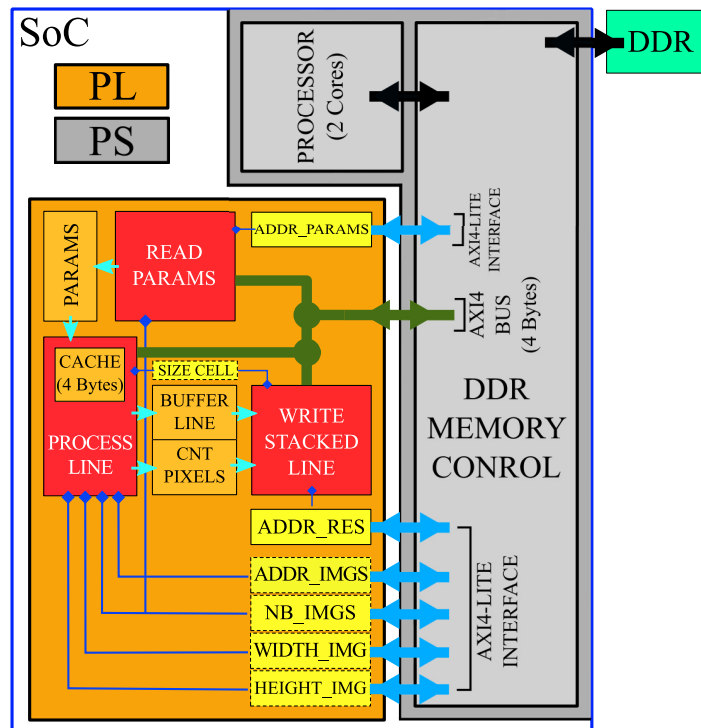 SoC
DDR
PL
PS
PROCESSOR
(2 Cores)
PARAMS
READ
PARAMS
ADDR_PARAMS
AXI4-LITE
INTERFACE
AXI4
BUS
(4 Bytes)
CACHE
(4 Bytes)
PROCESS
LINE
SIZE CELL
BUFFER
LINE
CNT
PIXELS
WRITE
STACKED
LINE
DDR
MEMORY
CONROL
ADDR_RES
ADDR_IMGS
NB_IMGS
WIDTH_IMG
HEIGHT_IMG
AXI4-LITE
INTERFACE